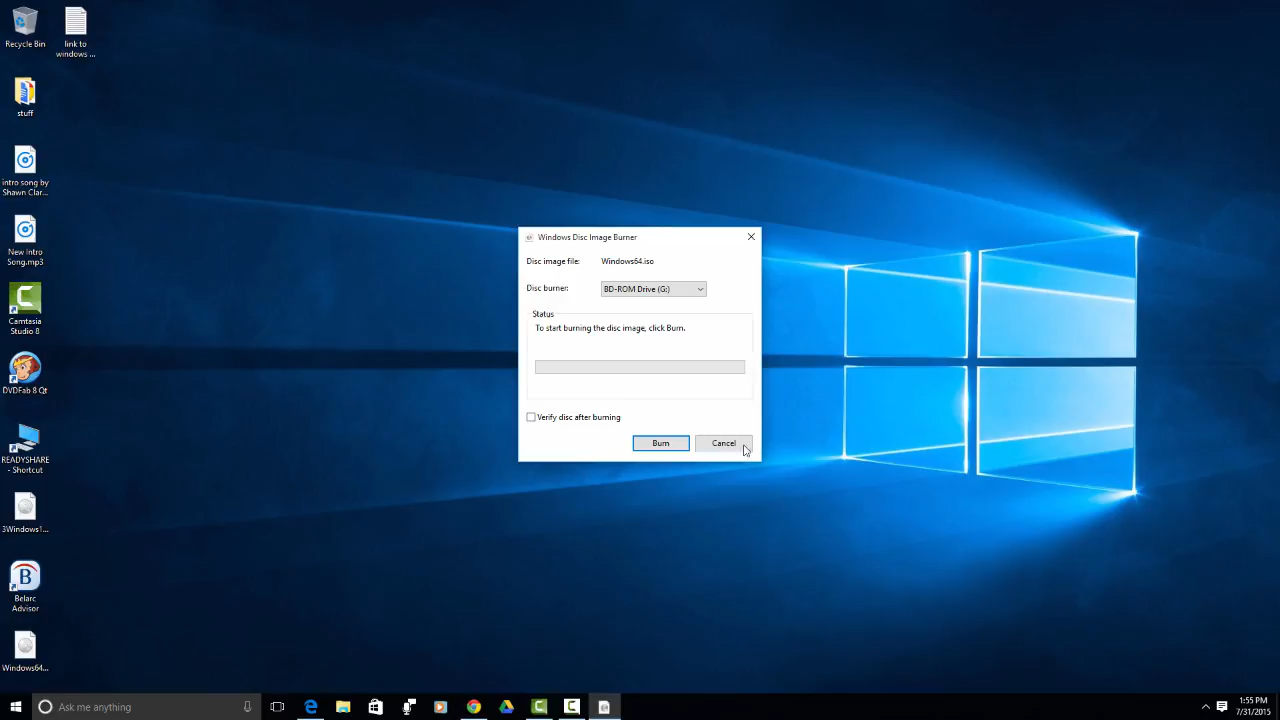 Recycle Bin
link to
windows ...
stuff
intro song by
Shawn Clar...
New intro
Song.mp3
Camtasia
Studio 8
DVDFab 8 Qt
READYSHARE
- Shortcut
3Windows1...
B
Belarc
Advisor
Windows64...
Windows Disc Image Burner
Disc image file: Windows64.iso
Disc burner: BD-ROM Drive (G:)
Status
To start burning the disc image, click Burn.
Verify disc after burning
Burn Cancel
Ask me anything
1:55 PM
7/31/2015